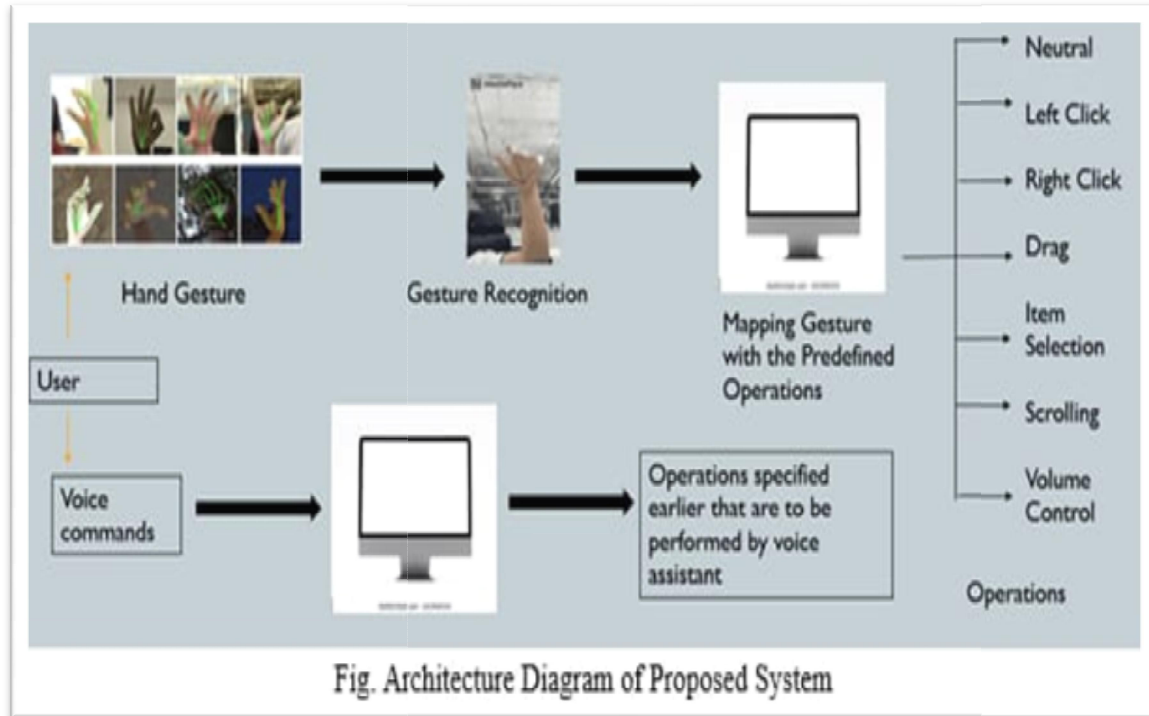 Neutral
Left Click
Right Click
Drag
Item
Selection
Scrolling
Volume
Control
Operations
Hand Gesture
Gesture Recognition
Mapping Gesture
with the Predefined
Operations
User
Voice
commands
Operations specified
earlier that are to be
performed by voice
assistant
Fig. Architecture Diagram of Proposed System